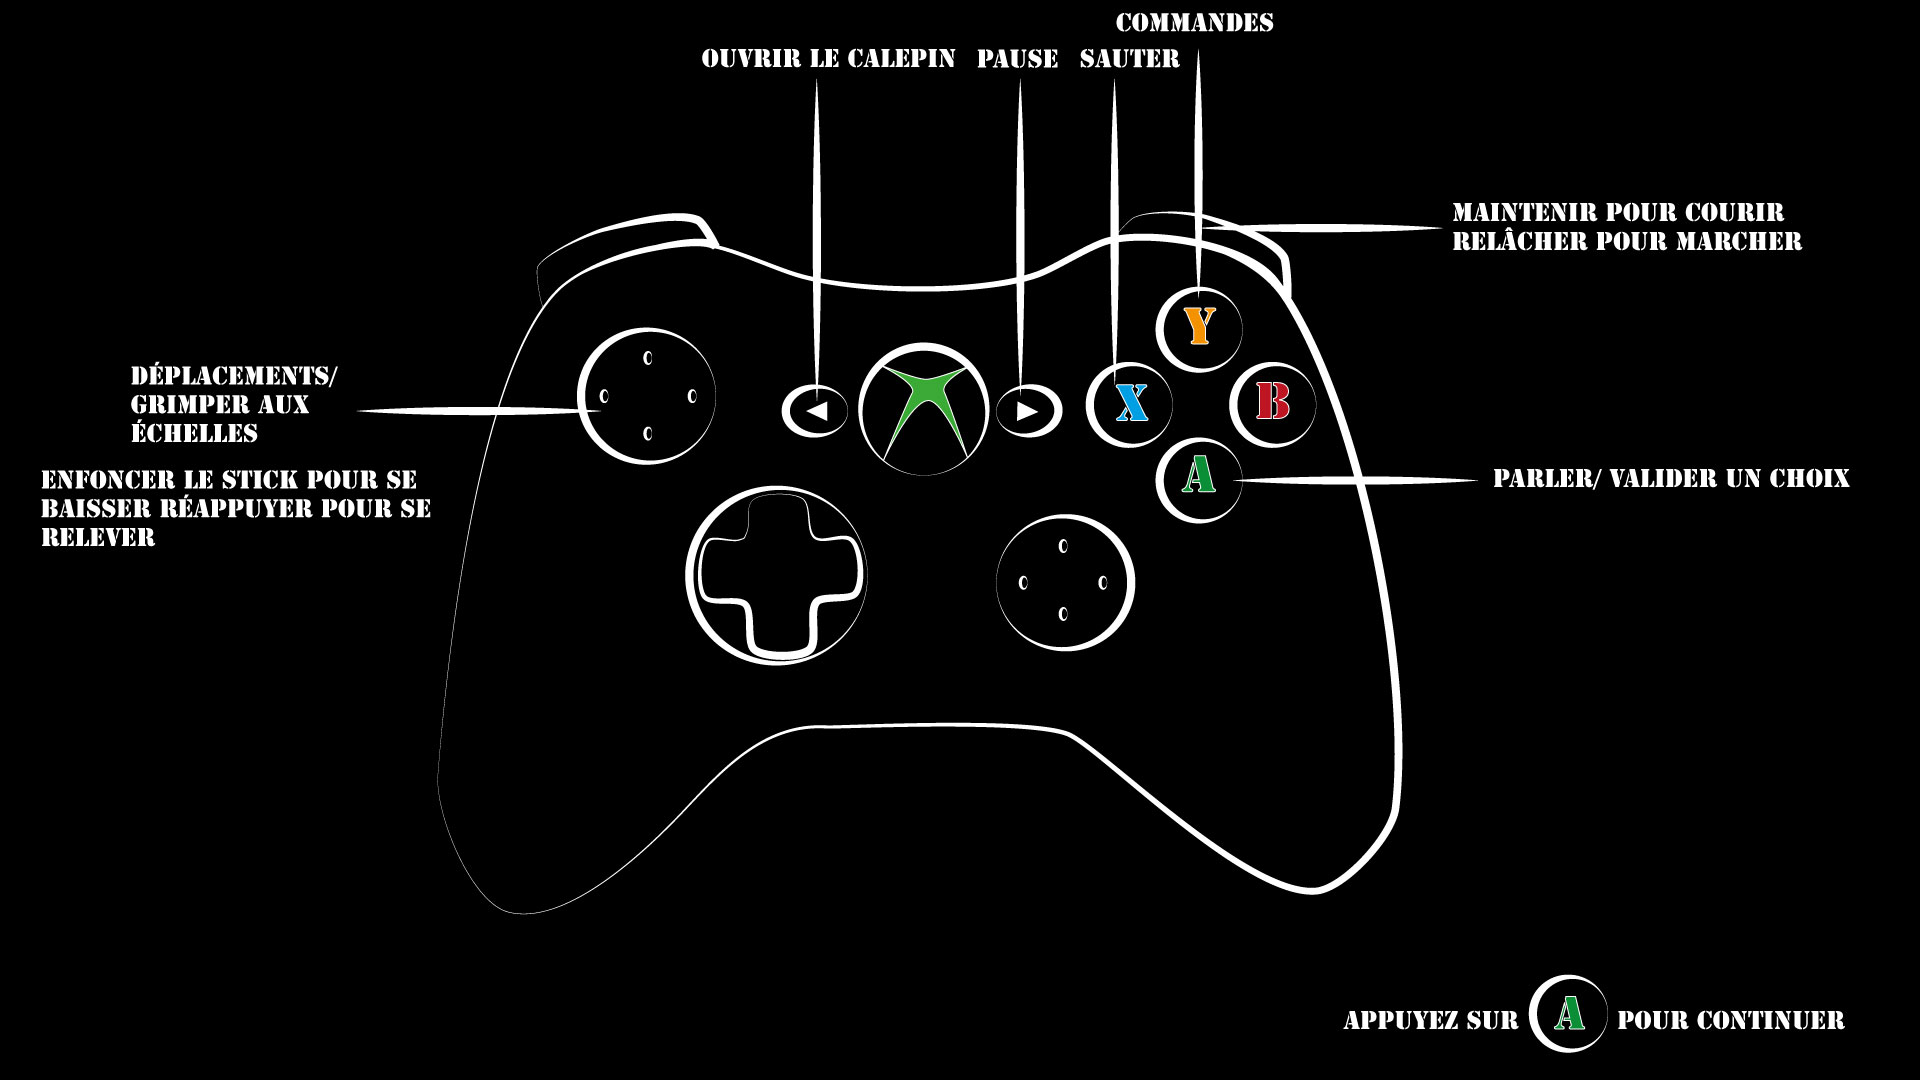 COMMANDES
OUVRIR LE CALEPIN
PAUSE
SAUTER
MAINTENIR POUR COURIR
RELÂCHER POUR MARCHER
DÉPLACEMENTS/
GRIMPER AUX
ÉCHELLES
ENFONCER LE STICK POUR SE
BAISSER RÉAPPUYER POUR SE
RELEVER
Y
X
B
A
PARLER/ VALIDER UN CHOIX
APPUYEZ SUR A POUR CONTINUER